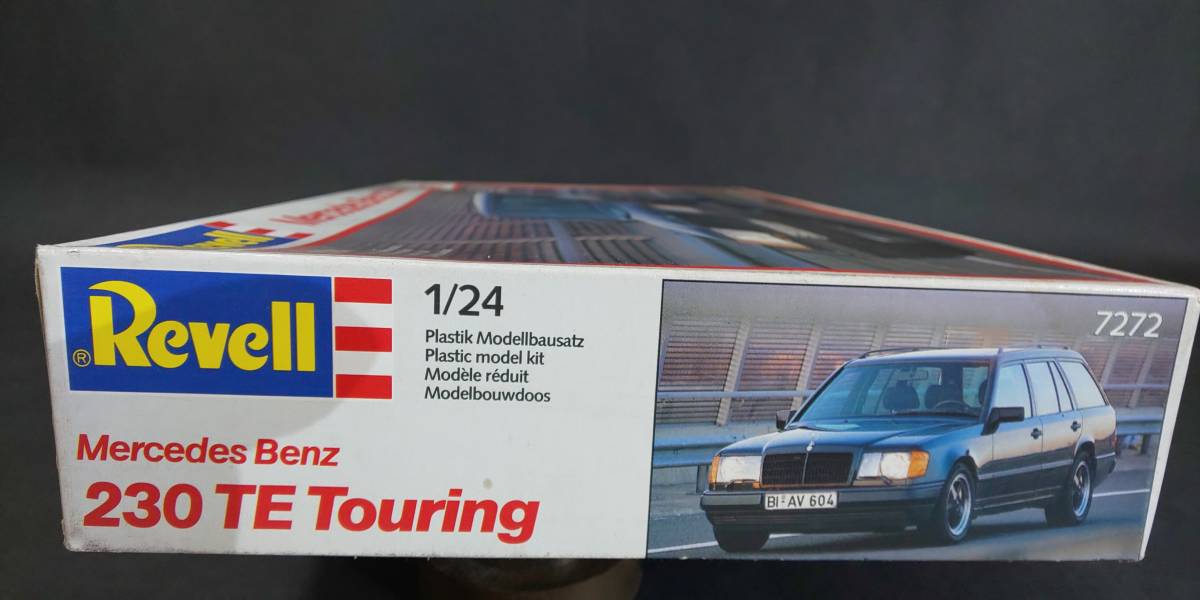 ® Revell
1/24
Plastik Modellbausatz
Plastic model kit
Modèle réduit
Modelbouwdoos
Mercedes Benz
230 TE Touring
7272
BI AV 604